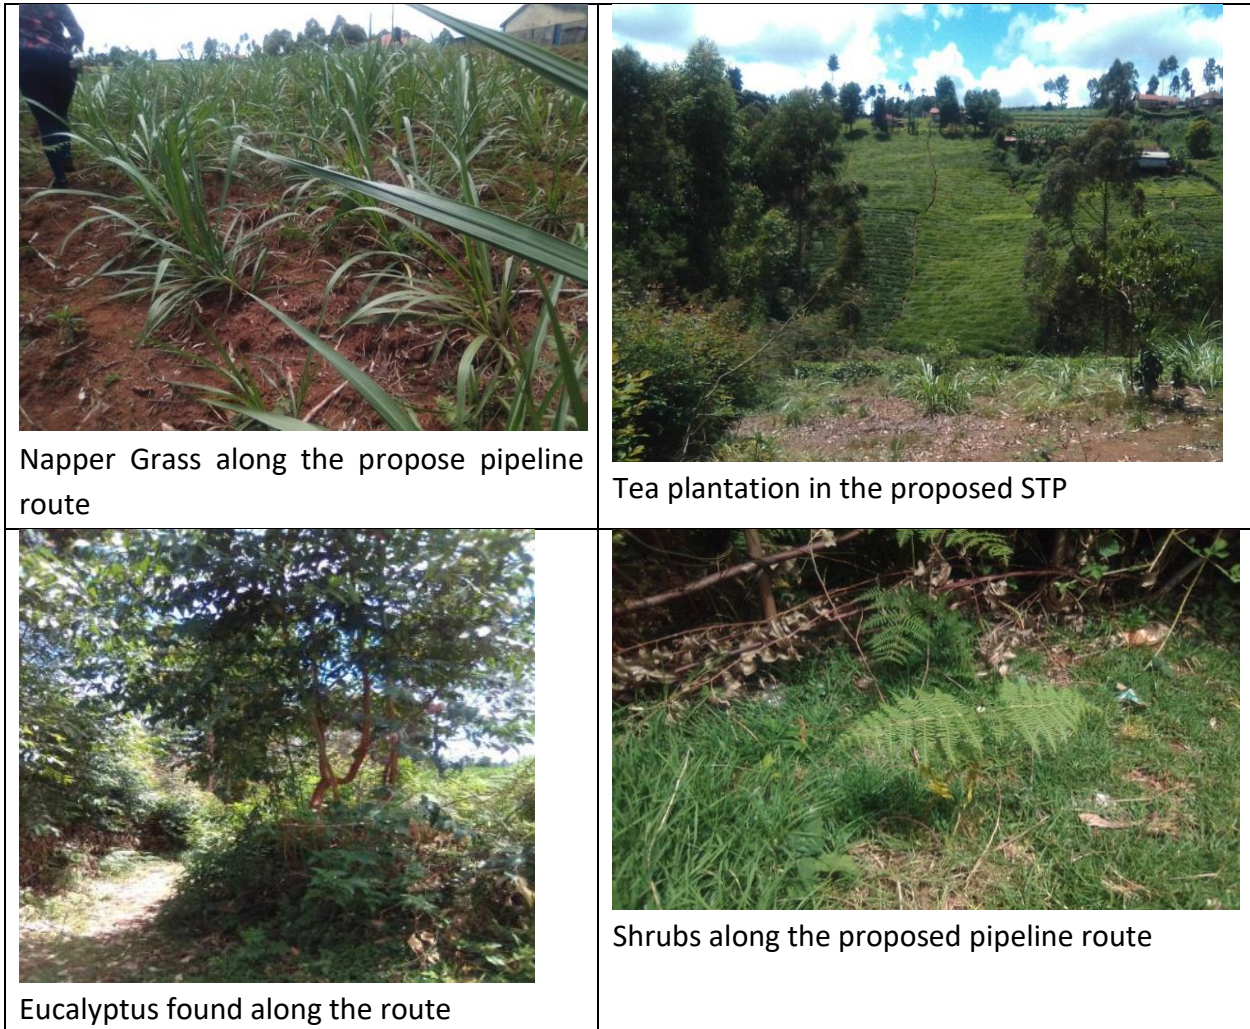 Napper Grass along the propose pipeline
route
Tea plantation in the proposed STP
Eucalyptus found along the route
Shrubs along the proposed pipeline route